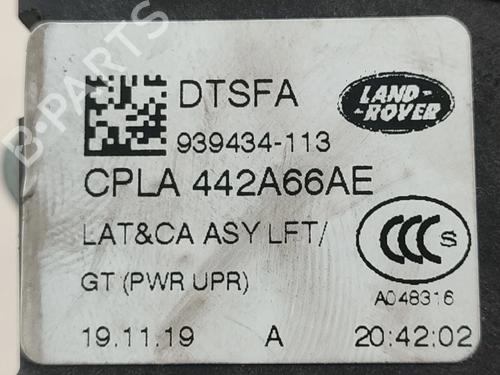 DTSFA
LAND-
ROVER
939434-113
CPLA 442A66AE
LAT&CA ASY LFT/
GT (PWR UPR)
CCC S
A048316
19.11.19 A 20:42:02
B-PARTS